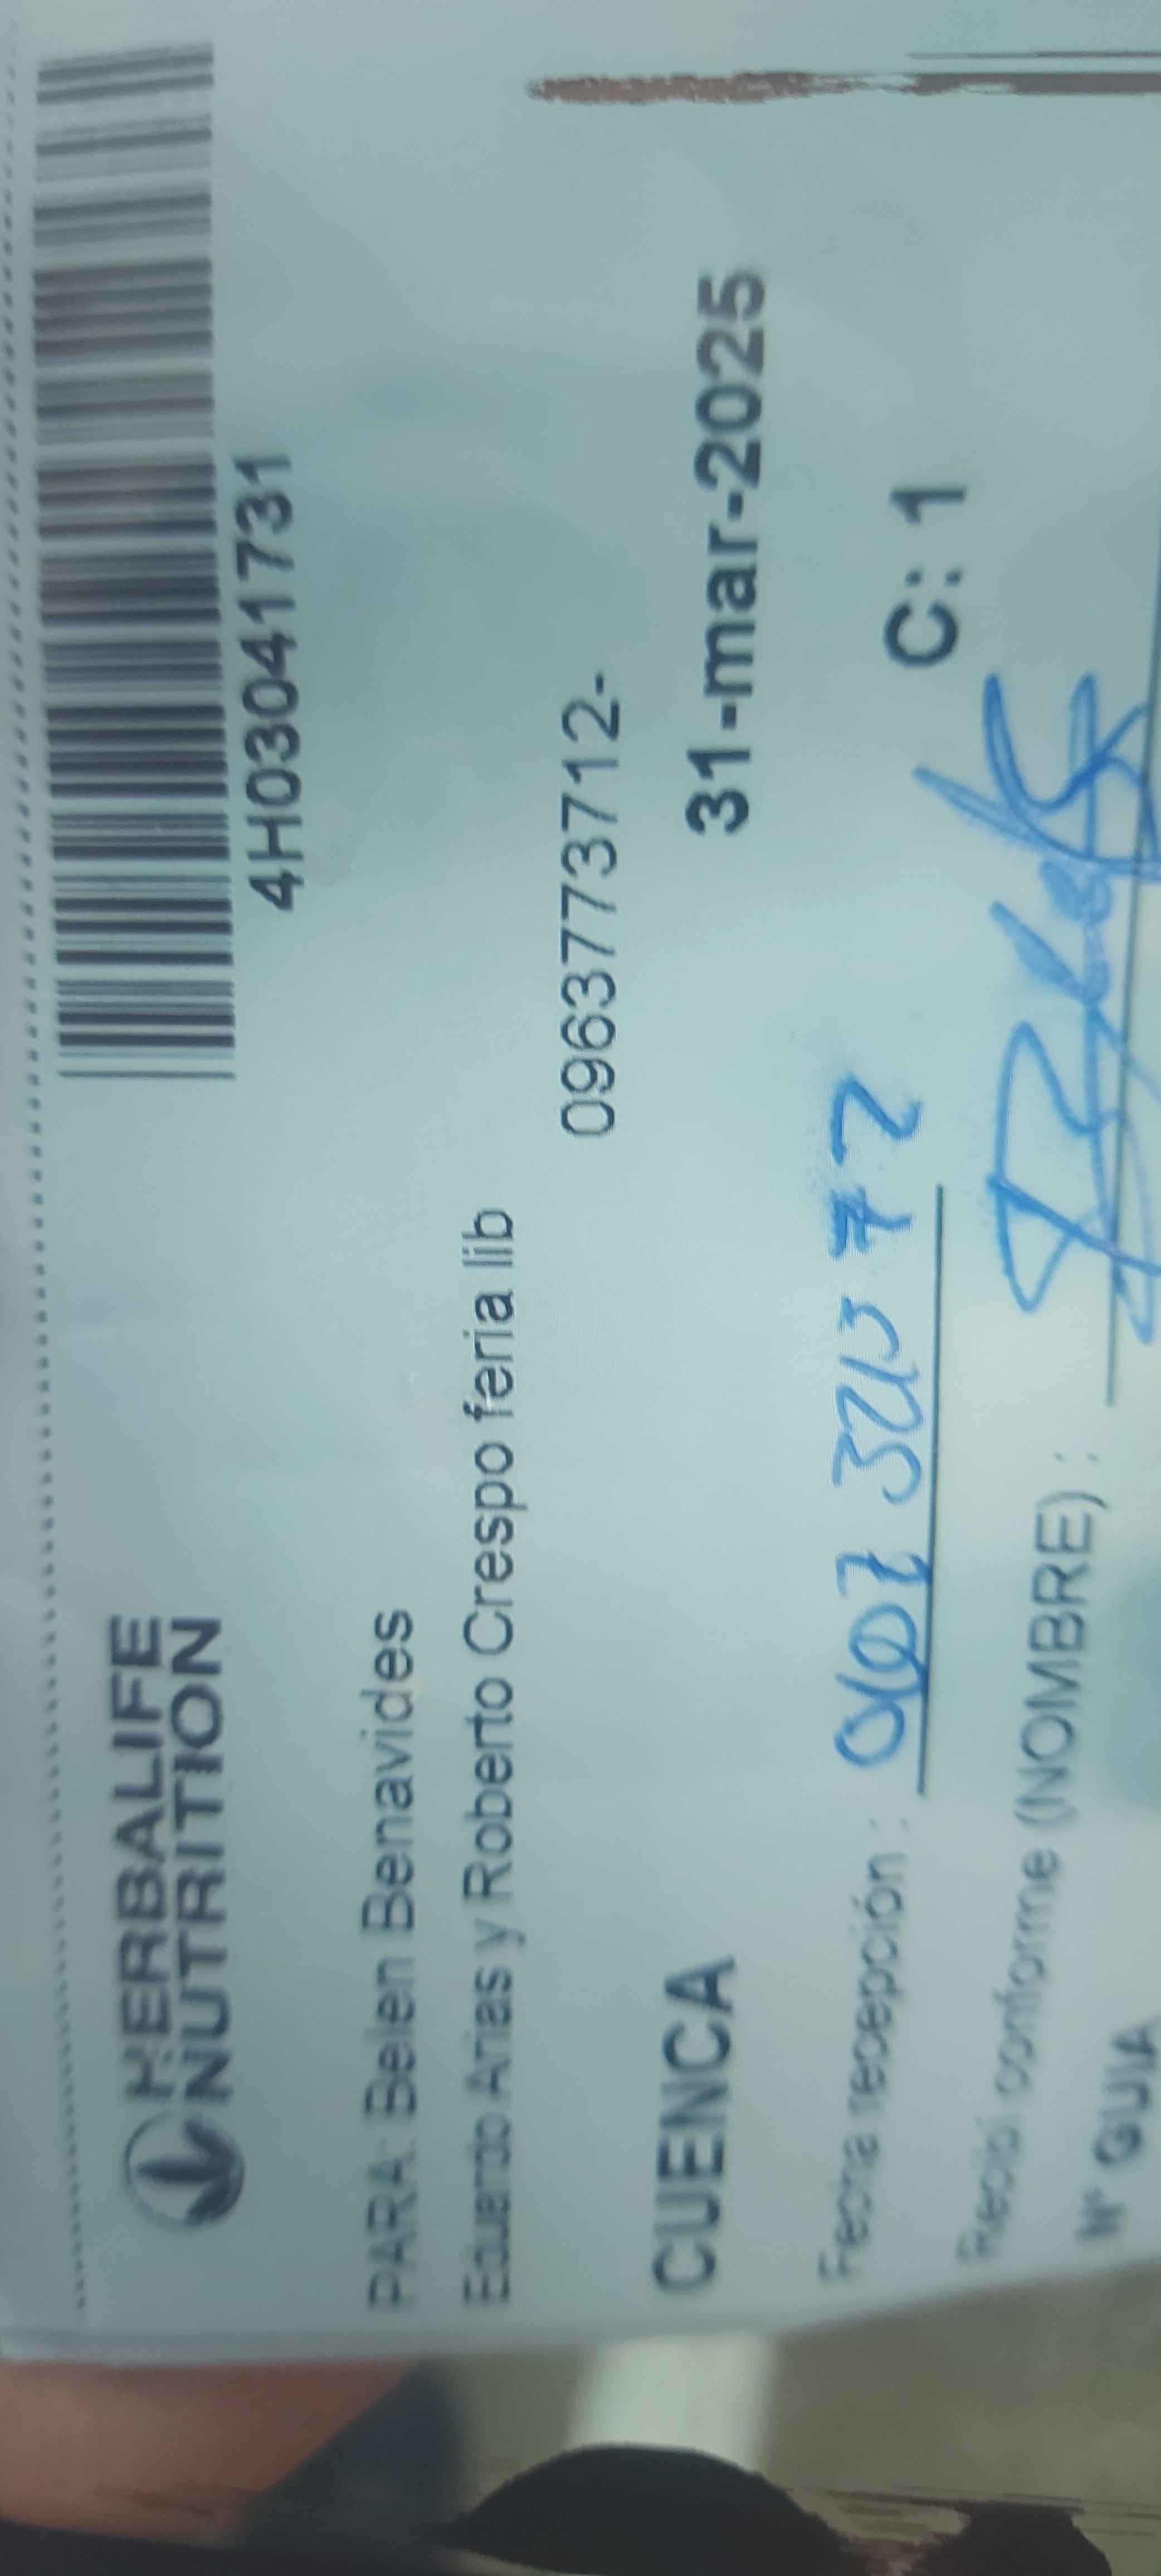 HERBALIFE
NUTRITION
4H03041731
PARA: Belen Benavides
Eduardo Arias y Roberto Crespo feria lib
0963773712-
CUENCA
31-mar-2025
Fecha recepción :
C: 1
Recibi conforme (NOMBRE) :
Nº GUIA